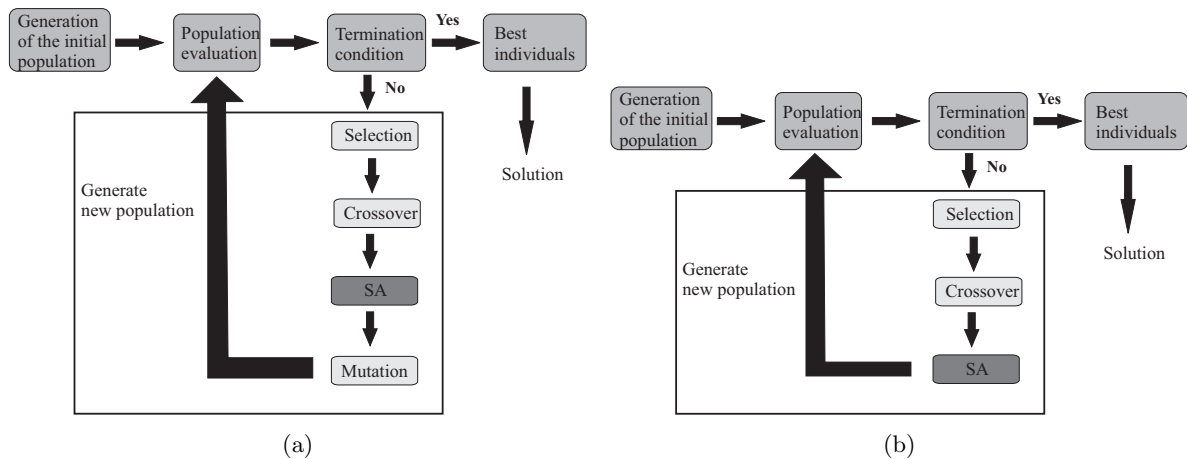 Generation
of the initial
population
Population
evaluation
Termination
condition
Yes
Best
individuals
No
Selection
Solution
Generate
new population
Crossover
SA
Mutation
(a)
Generation
of the initial
population
Population
evaluation
Termination
condition
Yes
Best
individuals
No
Selection
Solution
Generate
new population
Crossover
SA
(b)